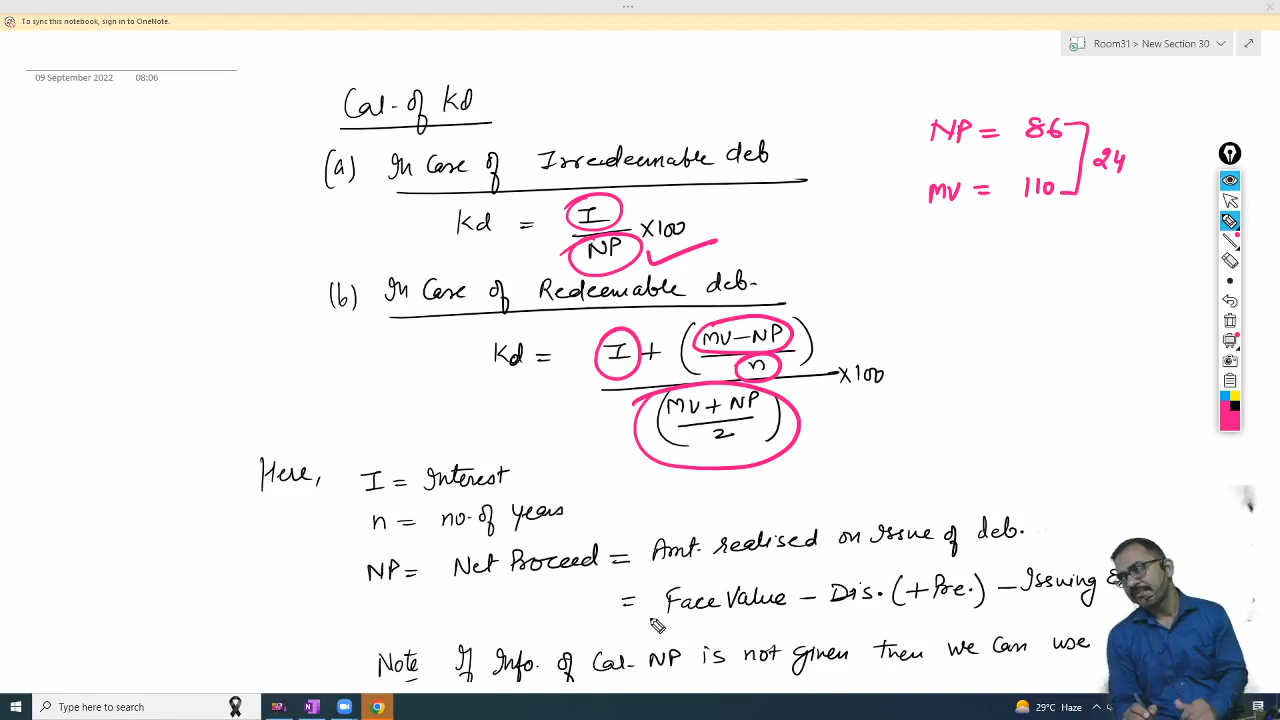 To sync this notebook, sign in to OneNote.
Room31 > New Section 30
09 September 2022 08:06
Cal- of Kd
(a) In Case of Irredeemable deb
Kd = I / NP ×100
(b) In Case of Redeemable deb-
Kd = I + (MV-NP / n) / (MV+NP / 2) ×100
NP = 86
MV = 110
24
Here, I = Interest
n = no. of years
NP = Net Proceed = Amt. realised on Issue of deb.
= Face Value - Dis. (+Pre.) - Issuing
Note If Info. of Cal- NP is not given then we can use
Type here to search
29°C Haze